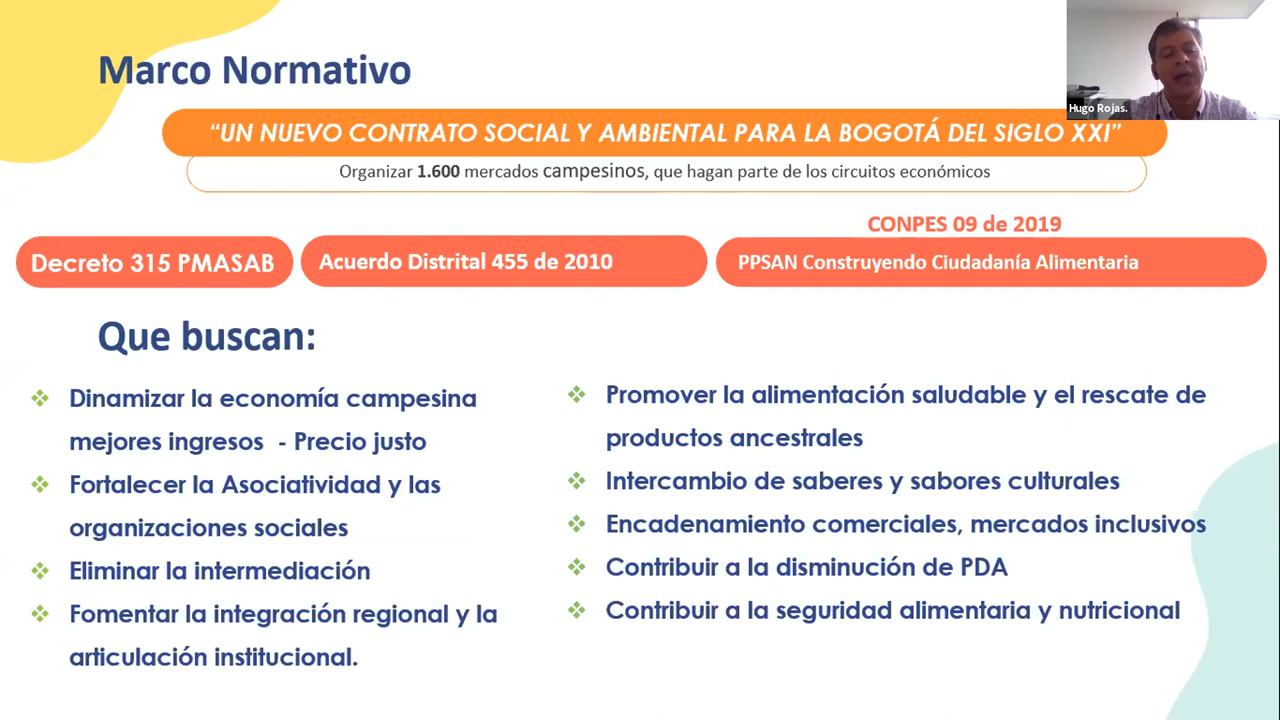 Marco Normativo
Hugo Rojas.
“UN NUEVO CONTRATO SOCIAL Y AMBIENTAL PARA LA BOGOTÁ DEL SIGLO XXI”
Organizar 1.600 mercados campesinos, que hagan parte de los circuitos económicos
CONPES 09 de 2019
Decreto 315 PMASAB
Acuerdo Distrital 455 de 2010
PPSAN Construyendo Ciudadanía Alimentaria
Que buscan:
Dinamizar la economía campesina
mejores ingresos - Precio justo
Fortalecer la Asociatividad y las
organizaciones sociales
Eliminar la intermediación
Fomentar la integración regional y la
articulación institucional.
Promover la alimentación saludable y el rescate de
productos ancestrales
Intercambio de saberes y sabores culturales
Encadenamiento comerciales, mercados inclusivos
Contribuir a la disminución de PDA
Contribuir a la seguridad alimentaria y nutricional